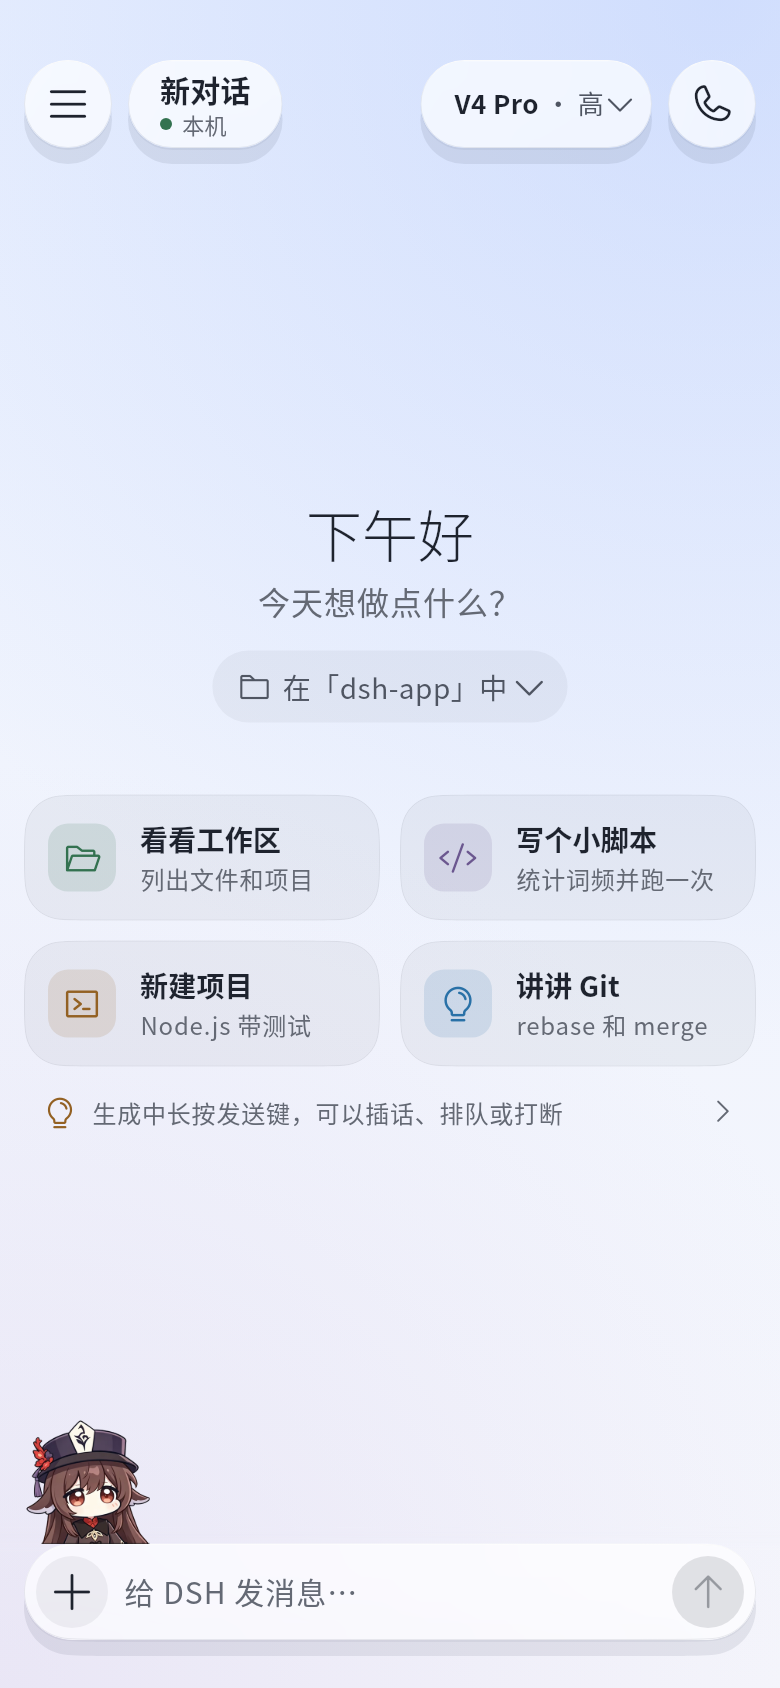 新对话
本机
V4 Pro · 高
下午好
今天想做点什么？
在「dsh-app」中
看看工作区
列出文件和项目
写个小脚本
统计词频并跑一次
新建项目
Node.js 带测试
讲讲 Git
rebase 和 merge
生成中长按发送键，可以插话、排队或打断
给 DSH 发消息…